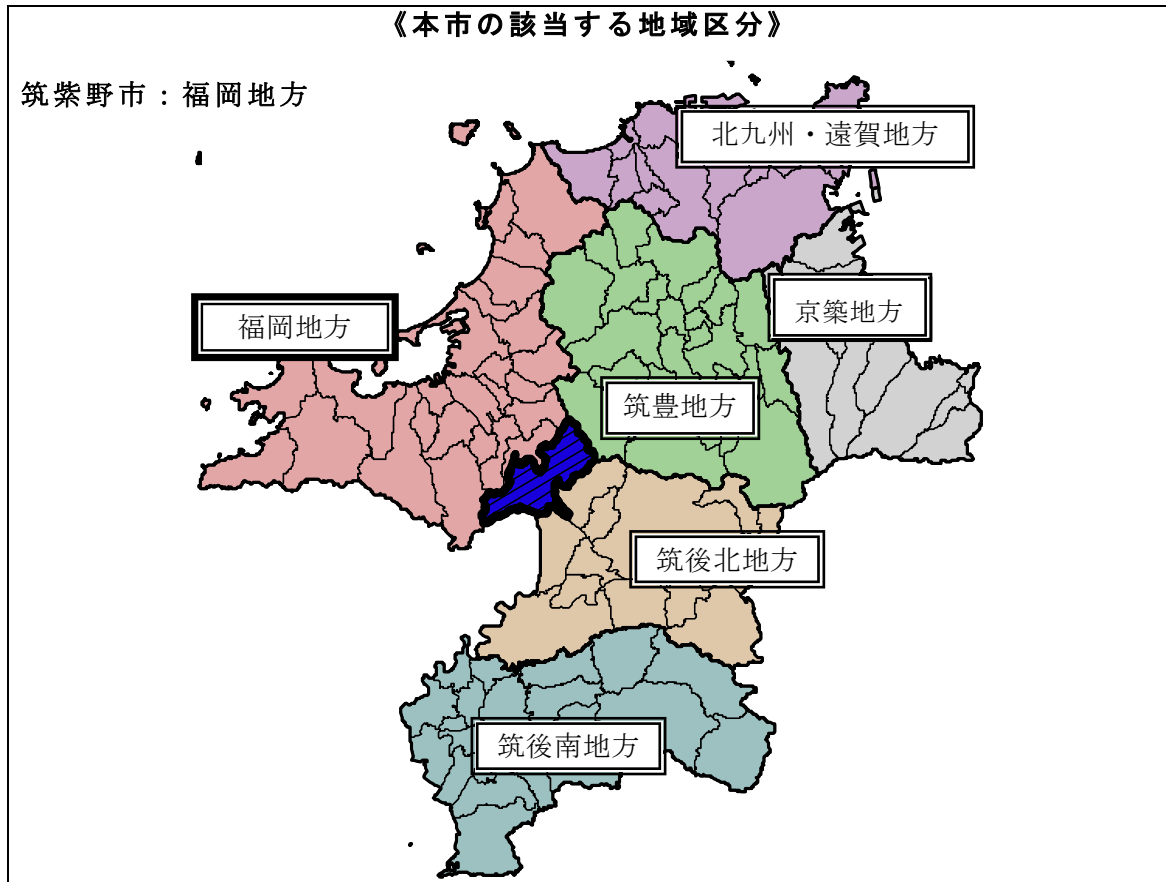 《本市の該当する地域区分》
筑紫野市：福岡地方
北九州・遠賀地方
京築地方
福岡地方
筑豊地方
筑後北地方
筑後南地方